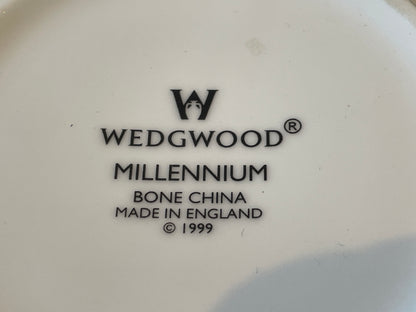 W
WEDGWOOD®
MILLENNIUM
BONE CHINA
MADE IN ENGLAND
© 1999